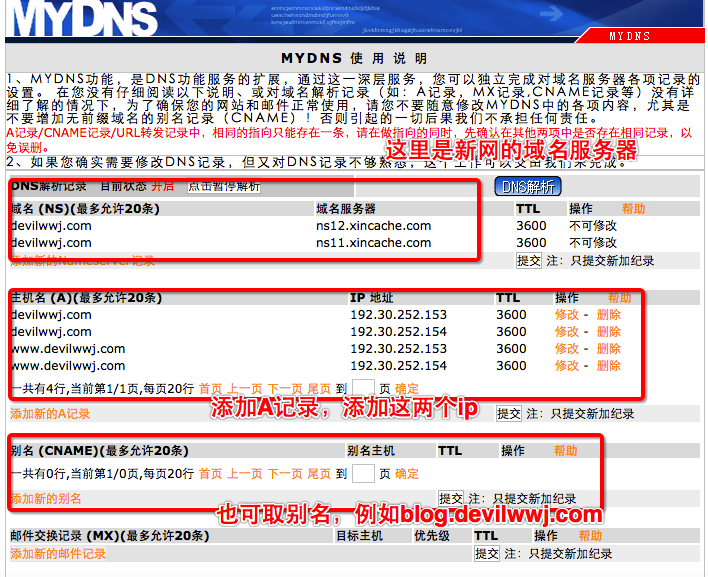 MYDNS
MYDNS
MYDNS 使 用 说 明
1、MYDNS功能，是DNS功能服务的扩展，通过这一深层服务，您可以独立完成对域名服务器各项记录的
设置。 在您没有仔细阅读以下说明、或对域名解析记录（如：A记录，MX记录,CNAME记录等）没有详
细了解的情况下，为了确保您的网站和邮件正常使用，请您不要随意修改MYDNS中的各项内容，尤其是
不要增加无前缀域名的别名记录（CNAME）！否则引起的一切后果我们不承担任何责任。
A记录/CNAME记录/URL转发记录中，相同的指向只能存在一条，请在做指向的同时，先确认在其他两项中是否存在相同记录，以
免误删。
这里是新网的域名服务器
2、如果您确实需要修改DNS记录，但又对DNS记录不够熟悉，这个工作可以交由我们来完成。
DNS解析记录 目前状态 开启 点击暂停解析 DNS解析
域名 (NS)(最多允许20条) 域名服务器 TTL 操作 帮助
devilwwj.com ns12.xincache.com 3600 不可修改
devilwwj.com ns11.xincache.com 3600 不可修改
添加新的Nameserver记录 提交 注：只提交新加纪录
主机名 (A)(最多允许20条) IP 地址 TTL 操作 帮助
devilwwj.com 192.30.252.153 3600 修改 - 删除
devilwwj.com 192.30.252.154 3600 修改 - 删除
www.devilwwj.com 192.30.252.153 3600 修改 - 删除
www.devilwwj.com 192.30.252.154 3600 修改 - 删除
一共有4行,当前第1/1页,每页20行 首页 上一页 下一页 尾页 到 页 确定
添加A记录，添加这两个ip
添加新的A记录 提交 注：只提交新加纪录
别名 (CNAME)(最多允许20条) 别名主机 TTL 操作 帮助
一共有0行,当前第1/0页,每页20行 首页 上一页 下一页 尾页 到 页 确定
添加新的别名 提交 注：只提交新加纪录
也可取别名，例如blog.devilwwj.com
邮件交换记录 (MX)(最多允许20条) 目标主机 优先级 TTL 操作 帮助
添加新的邮件记录 提交 注：只提交新加纪录